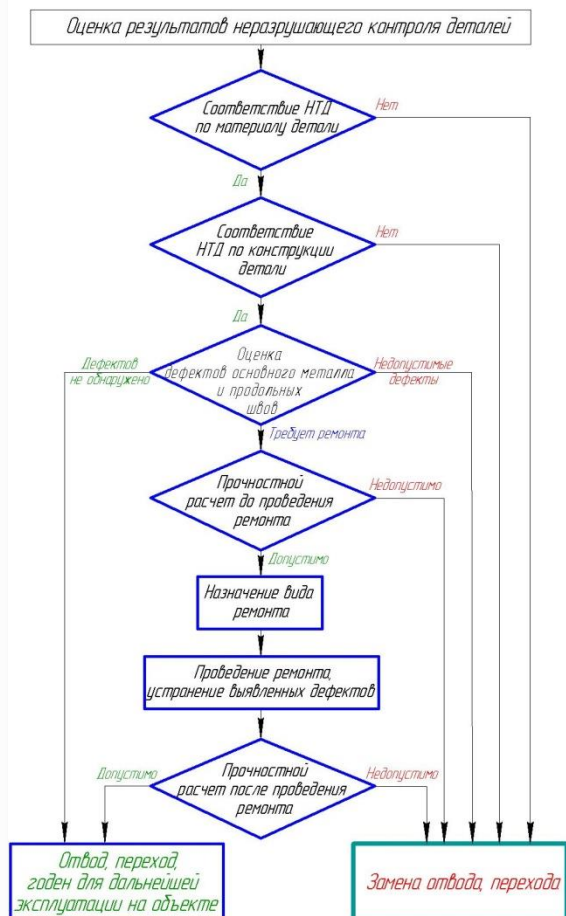 Оценка результатов неразрушающего контроля деталей
Соответствие НТД
по материалу детали
Нет
Да
Соответствие
НТД по конструкции
детали
Нет
Да
Оценка
дефектов основного металла
и продольных
швов
Дефектов
не обнаружено
Недопустимые
дефекты
Требует ремонта
Прочностной
расчет до проведения
ремонта
Недопустимо
Допустимо
Назначение вида
ремонта
Проведение ремонта,
устранение выявленных дефектов
Прочностной
расчет после проведения
ремонта
Допустимо
Недопустимо
Отвод, переход,
годен для дальнейшей
эксплуатации на объекте
Замена отвода, перехода